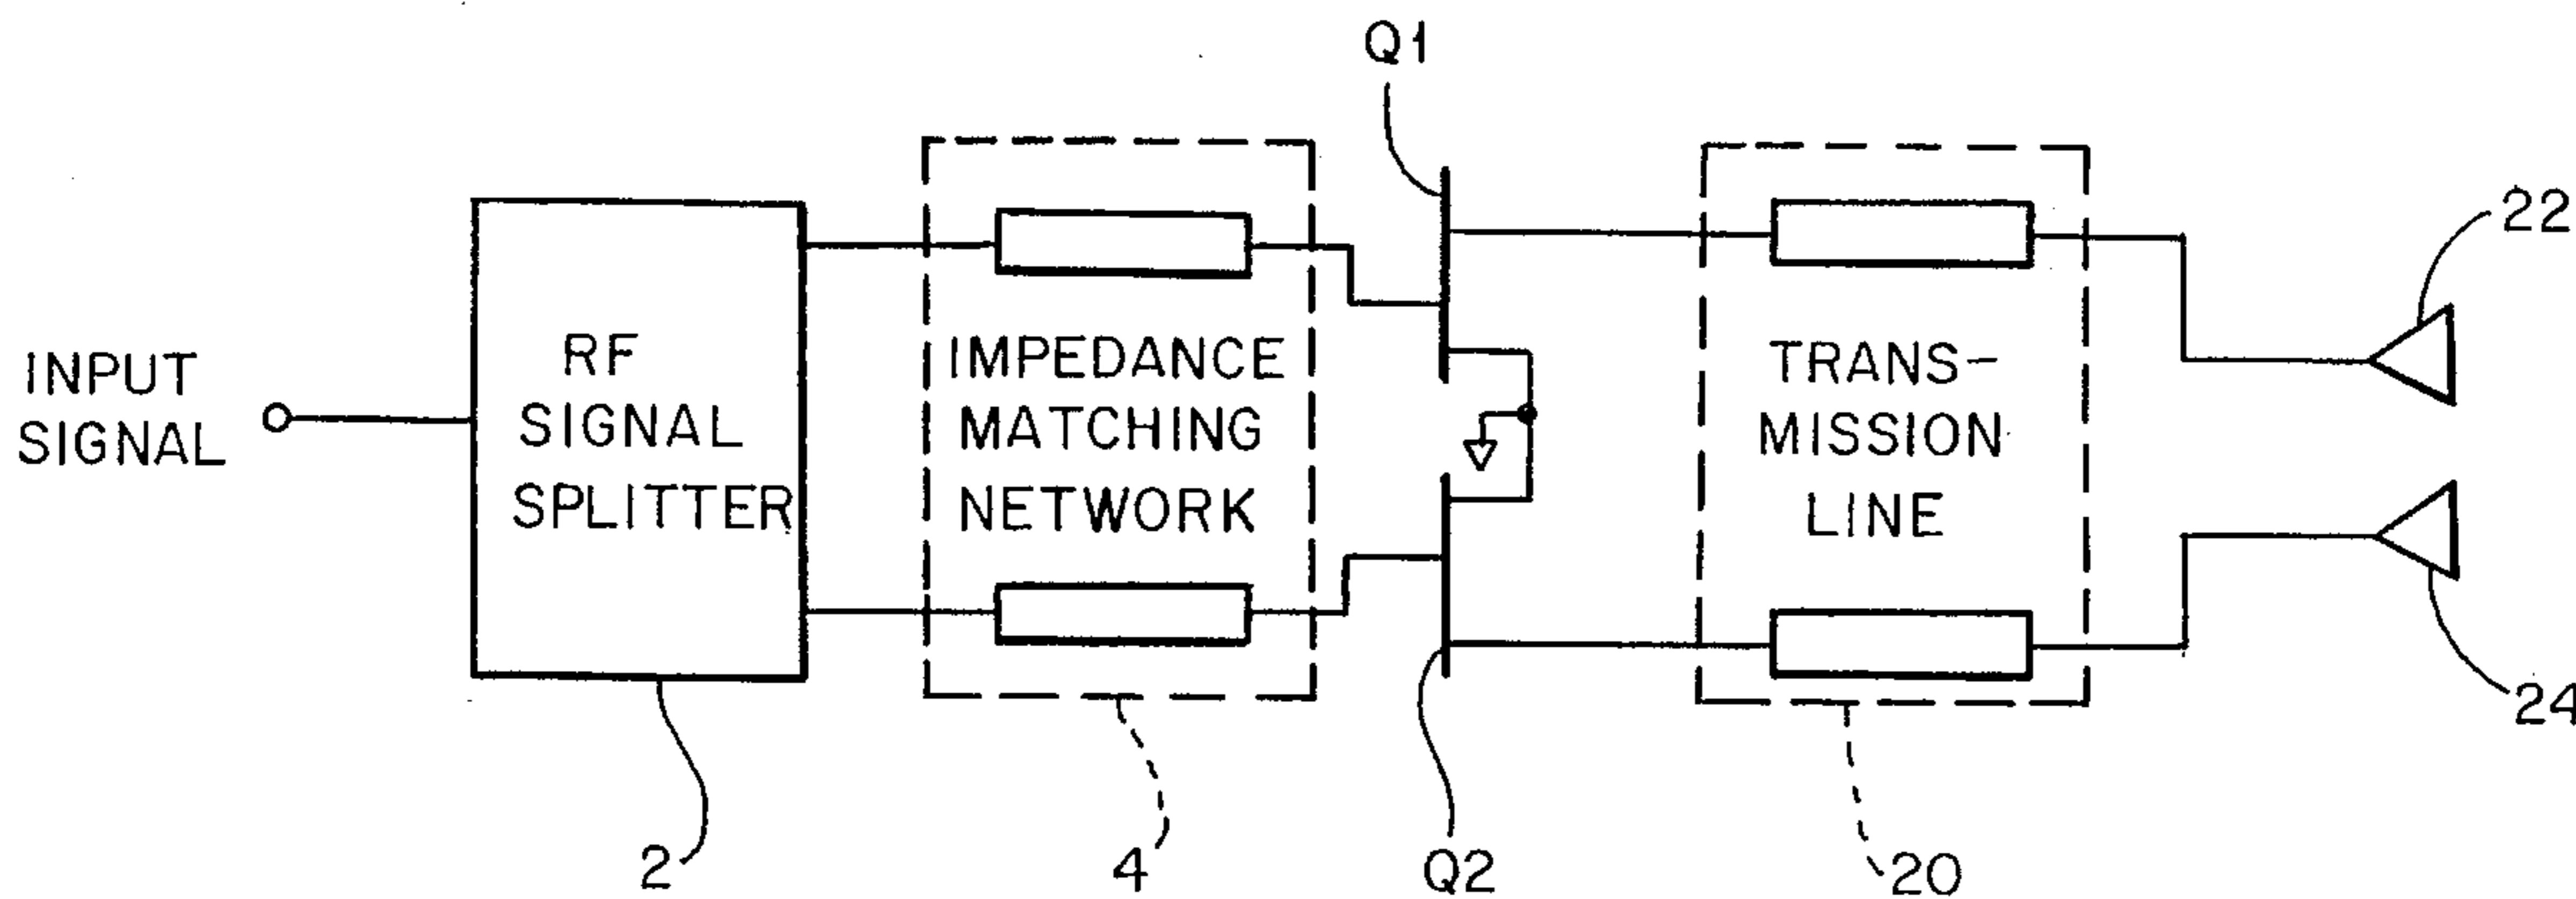 Q1
INPUT
SIGNAL
RF
SIGNAL
SPLITTER
IMPEDANCE
MATCHING
NETWORK
TRANS-
MISSION
LINE
22
24
2
4
Q2
20